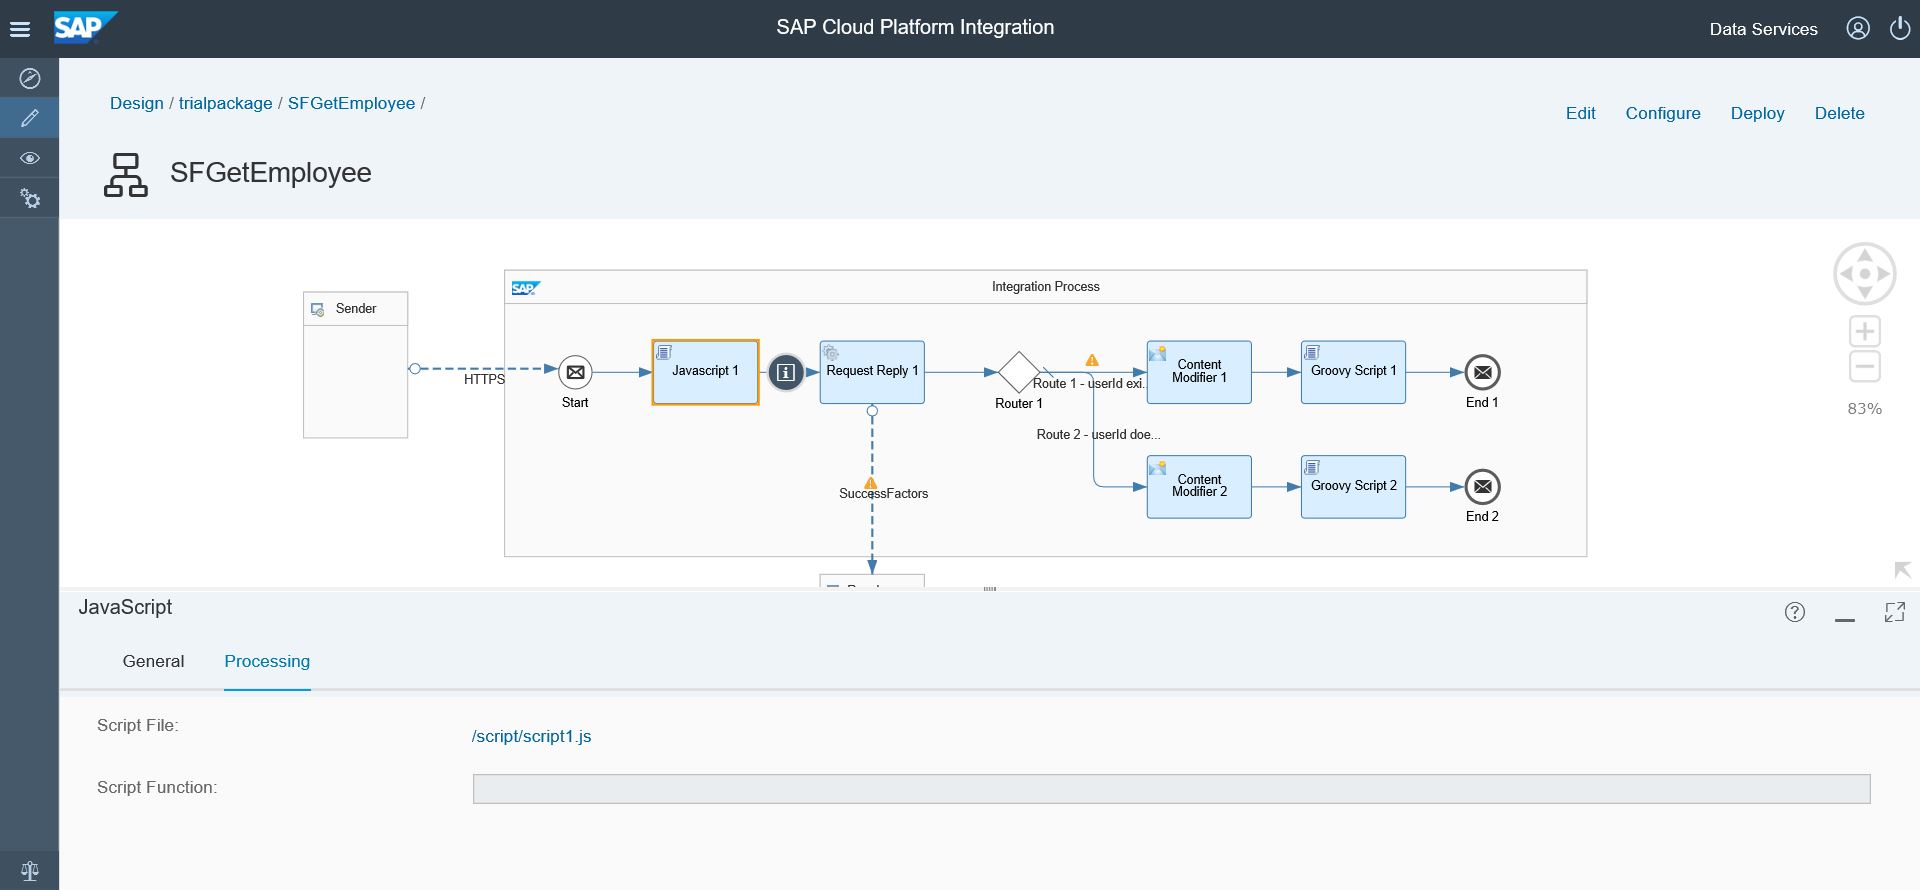 SAP
SAP Cloud Platform Integration
Data Services
Design / trialpackage / SFGetEmployee /
Edit
Configure
Deploy
Delete
SFGetEmployee
SAP
Integration Process
Sender
HTTPS
Start
Javascript 1
Request Reply 1
Router 1
Route 1 - userId exi...
Content
Modifier 1
Groovy Script 1
End 1
Route 2 - userId doe...
Content
Modifier 2
Groovy Script 2
End 2
SuccessFactors
83%
JavaScript
General
Processing
Script File:
/script/script1.js
Script Function: